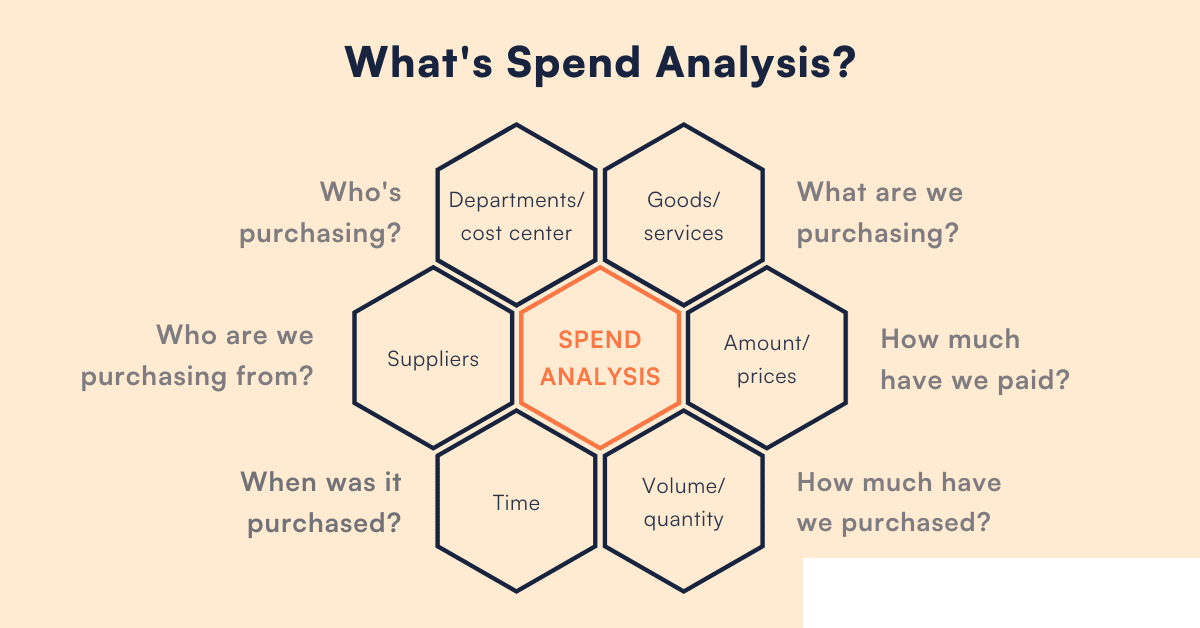 What's Spend Analysis?
Who's
purchasing?
Departments/
cost center
Goods/
services
What are we
purchasing?
Who are we
purchasing from?
Suppliers
SPEND
ANALYSIS
Amount/
prices
How much
have we paid?
When was it
purchased?
Time
Volume/
quantity
How much have
we purchased?